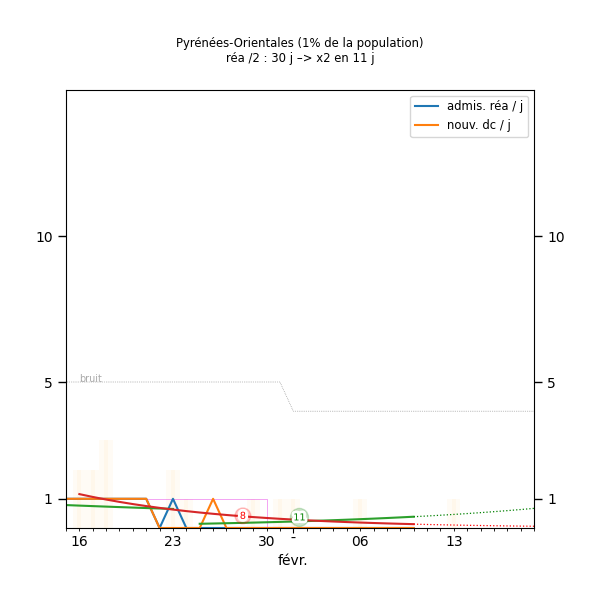 Pyrénées-Orientales (1% de la population)
réa /2 : 30 j –> x2 en 11 j
admis. réa / j
nouv. dc / j
10
10
bruit
5
5
8
11
1
1
16
23
30
-
06
13
févr.